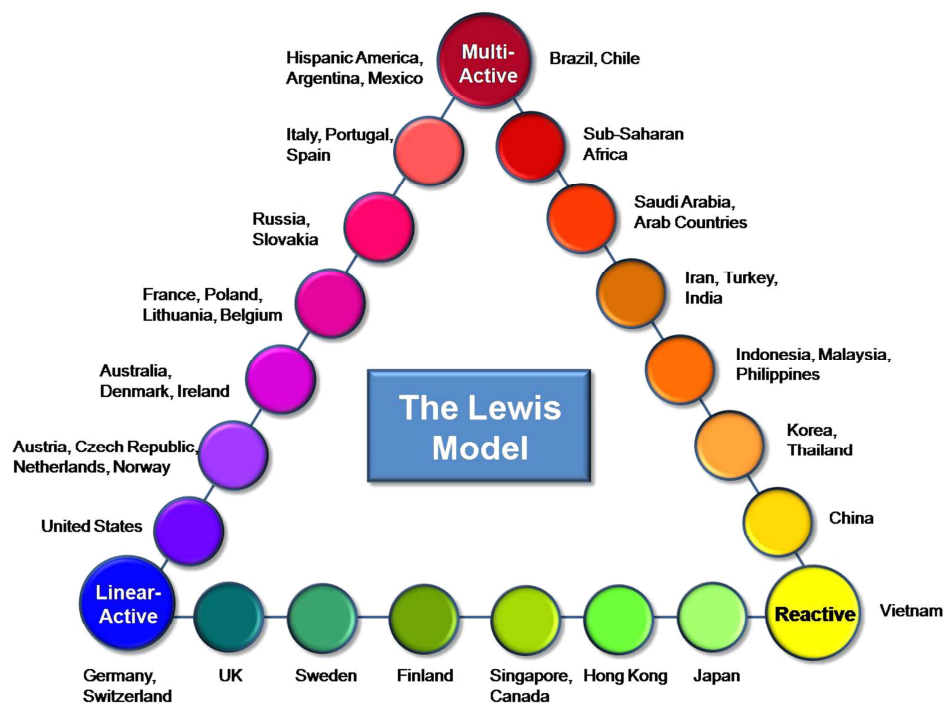 Hispanic America,
Argentina, Mexico
Multi-
Active
Brazil, Chile
Italy, Portugal,
Spain
Sub-Saharan
Africa
Russia,
Slovakia
Saudi Arabia,
Arab Countries
France, Poland,
Lithuania, Belgium
Iran, Turkey,
India
Australia,
Denmark, Ireland
Indonesia, Malaysia,
Philippines
The Lewis
Model
Austria, Czech Republic,
Netherlands, Norway
Korea,
Thailand
United States
China
Linear-
Active
Reactive
Vietnam
Germany,
Switzerland
UK
Sweden
Finland
Singapore,
Canada
Hong Kong
Japan